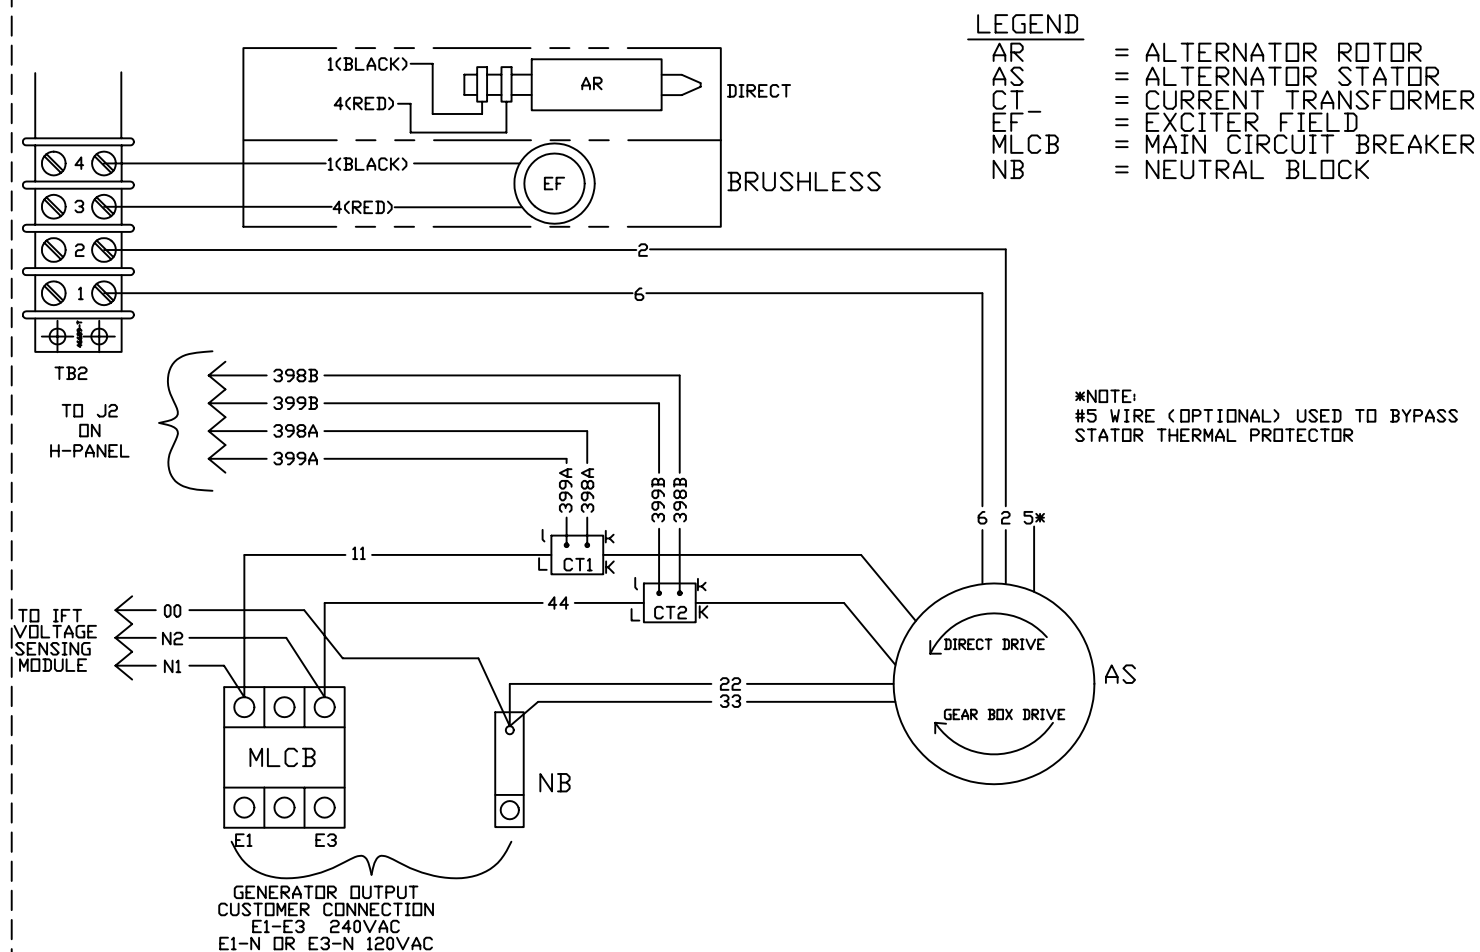 LEGEND
AR = ALTERNATOR ROTOR
AS = ALTERNATOR STATOR
CT_ = CURRENT TRANSFORMER
EF = EXCITER FIELD
MLCB = MAIN CIRCUIT BREAKER
NB = NEUTRAL BLOCK
1(BLACK)
AR
DIRECT
4(RED)
4
1(BLACK)
EF
BRUSHLESS
3
4(RED)
2
2
1
6
TB2
TO J2
ON
H-PANEL
398B
399B
398A
399A
*NOTE:
#5 WIRE (OPTIONAL) USED TO BYPASS
STATOR THERMAL PROTECTOR
399A
398A
399B
398B
6 2 5*
l k
L CT1 K
11
l k
L CT2 K
44
TO IFT
VOLTAGE
SENSING
MODULE
00
N2
N1
DIRECT DRIVE
AS
GEAR BOX DRIVE
22
33
MLCB
NB
E1 E3
GENERATOR OUTPUT
CUSTOMER CONNECTION
E1-E3 240VAC
E1-N OR E3-N 120VAC